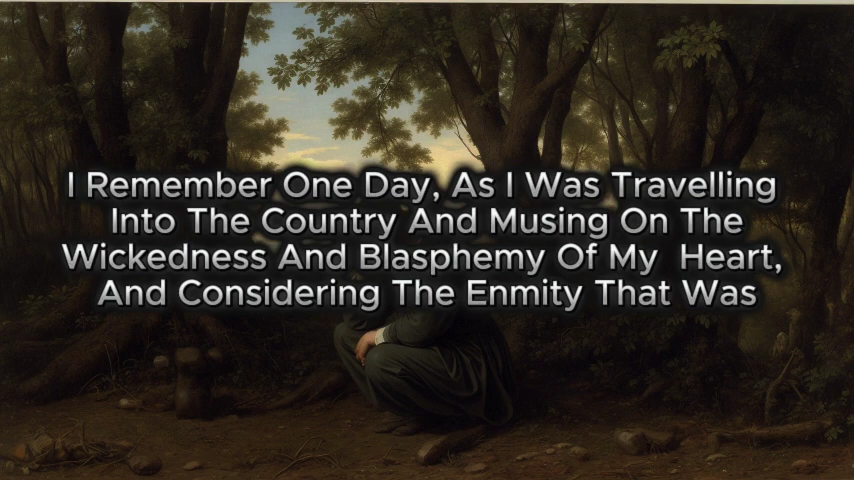 I Remember One Day, As I Was Travelling
Into The Country And Musing On The
Wickedness And Blasphemy Of My  Heart,
And Considering The Enmity That Was